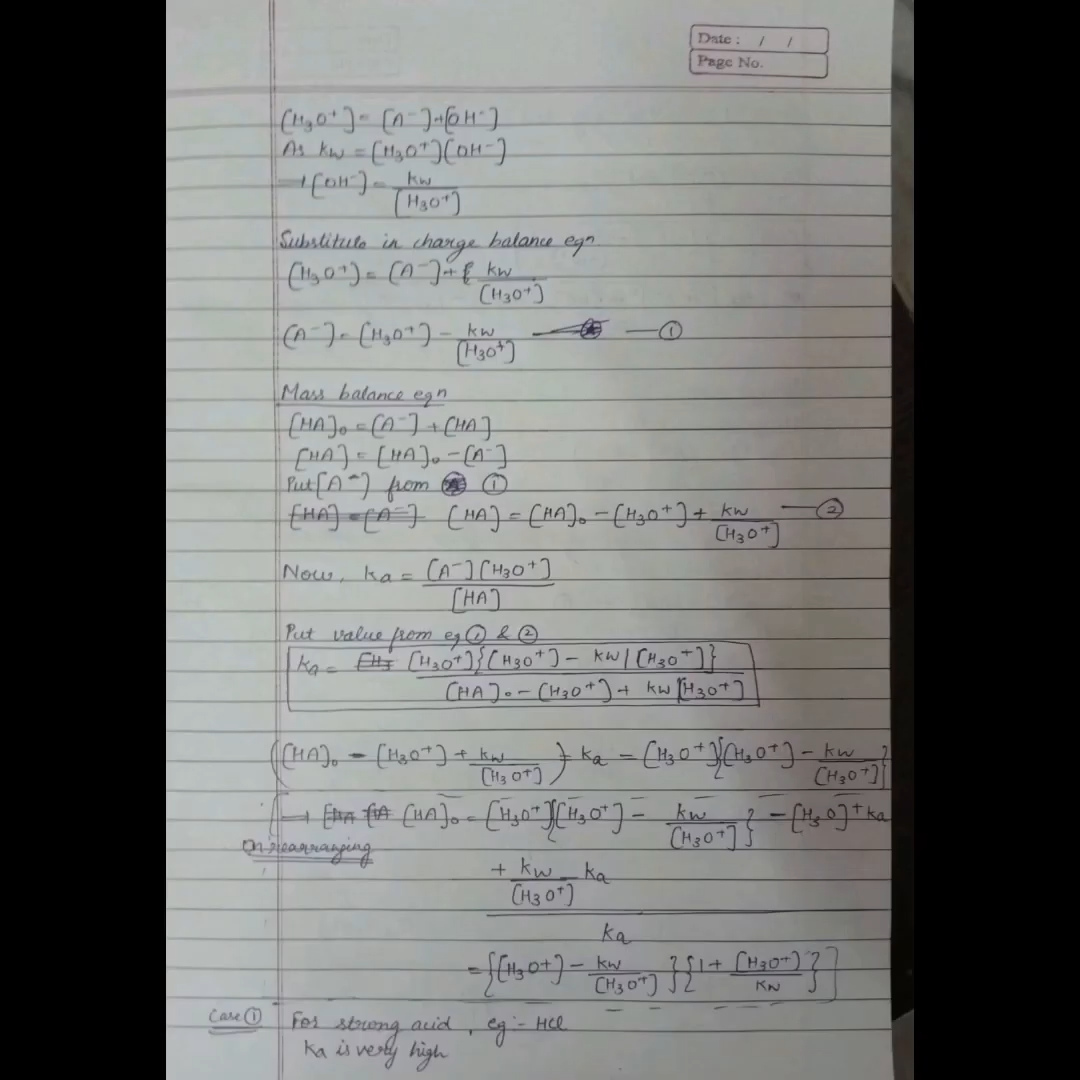 Date : / /
Page No.
[H₃O⁺] = [A⁻]+[OH⁻]
As kw = [H₃O⁺][OH⁻]
→ [OH⁻] = kw / [H₃O⁺]
Substitute in charge balance eqn
[H₃O⁺] = [A⁻] + kw / [H₃O⁺]
[A⁻] = [H₃O⁺] − kw / [H₃O⁺] — ①
Mass balance eqn
[HA]₀ = [A⁻] + [HA]
[HA] = [HA]₀ − [A⁻]
Put [A⁻] from ①
[HA] = [A⁻] [HA] = [HA]₀ − [H₃O⁺] + kw / [H₃O⁺] — ②
Now, ka = [A⁻][H₃O⁺] / [HA]
Put value from eq ① & ②
ka = [H₃O⁺]{[H₃O⁺] − kw/[H₃O⁺]} / [HA]₀ − [H₃O⁺] + kw/[H₃O⁺]
([HA]₀ − [H₃O⁺] + kw / [H₃O⁺]) ka = [H₃O⁺]{[H₃O⁺] − kw / [H₃O⁺]}
→ [HA]₀ = [H₃O⁺]{[H₃O⁺] − kw / [H₃O⁺]} − [H₃O]⁺ka
On rearranging
+ kw / [H₃O⁺] ka
ka
= {[H₃O⁺] − kw / [H₃O⁺]}{1 + [H₃O⁺] / KN}
Case ① For strong acid, eg:- HCl
ka is very high